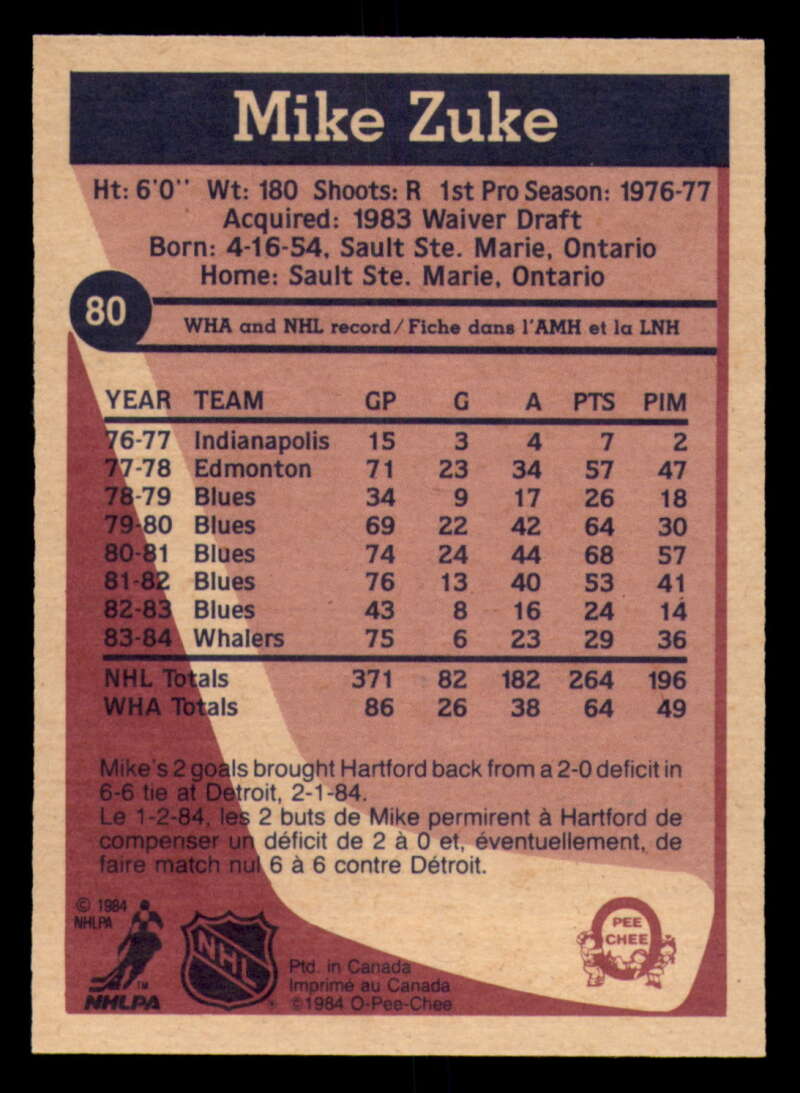 Mike Zuke
Ht: 6'0" Wt: 180 Shoots: R 1st Pro Season: 1976-77
Acquired: 1983 Waiver Draft
Born: 4-16-54, Sault Ste. Marie, Ontario
Home: Sault Ste. Marie, Ontario
80
WHA and NHL record/Fiche dans l'AMH et la LNH
YEAR TEAM GP G A PTS PIM
76-77 Indianapolis 15 3 4 7 2
77-78 Edmonton 71 23 34 57 47
78-79 Blues 34 9 17 26 18
79-80 Blues 69 22 42 64 30
80-81 Blues 74 24 44 68 57
81-82 Blues 76 13 40 53 41
82-83 Blues 43 8 16 24 14
83-84 Whalers 75 6 23 29 36
NHL Totals 371 82 182 264 196
WHA Totals 86 26 38 64 49
Mike's 2 goals brought Hartford back from a 2-0 deficit in
6-6 tie at Detroit, 2-1-84.
Le 1-2-84, les 2 buts de Mike permirent à Hartford de
compenser un déficit de 2 à 0 et, éventuellement, de
faire match nul 6 à 6 contre Détroit.
© 1984
NHLPA
TM
NHLPA
NHL
Ptd. in Canada
Imprimé au Canada
©1984 O-Pee-Chee
PEE
CHEE